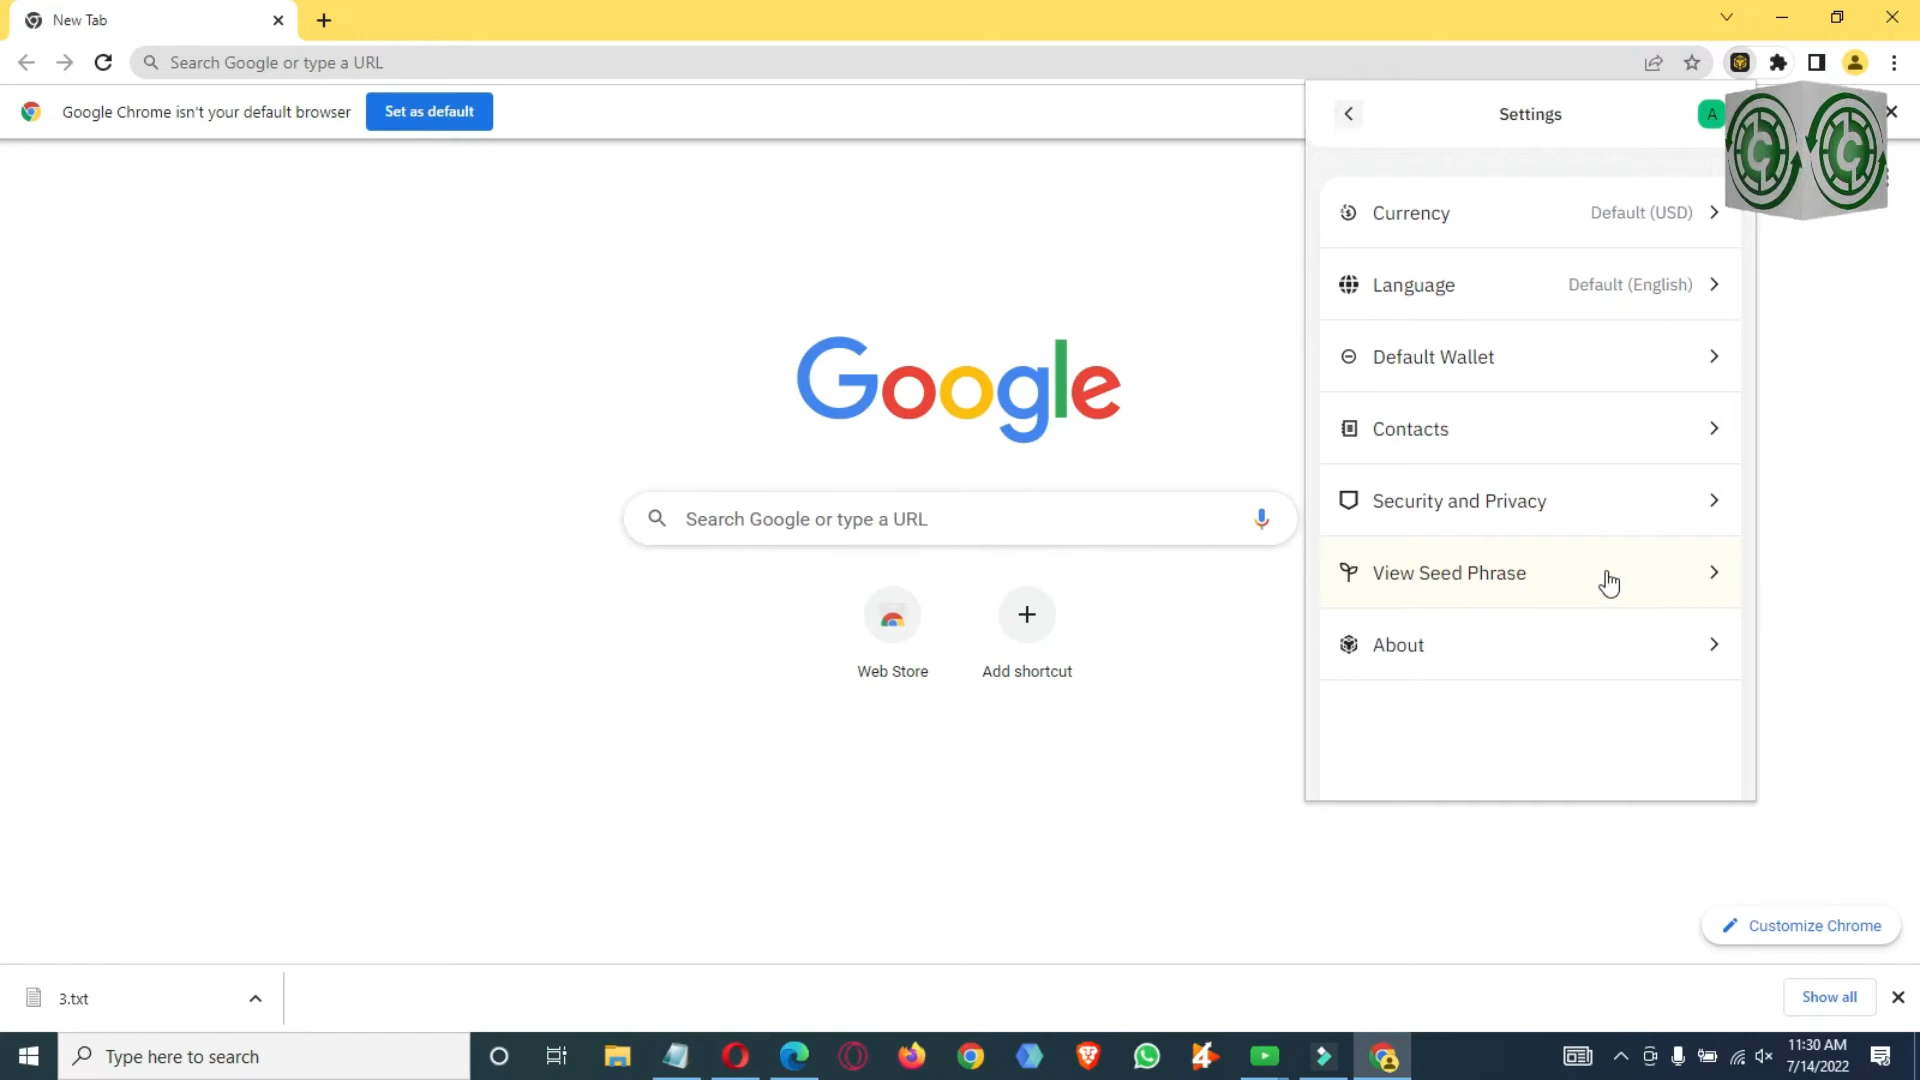 New Tab
Search Google or type a URL
Google Chrome isn't your default browser
Set as default
Settings
A
Currency
Default (USD)
Language
Default (English)
Default Wallet
Contacts
Security and Privacy
View Seed Phrase
About
Google
Search Google or type a URL
Web Store
Add shortcut
Customize Chrome
3.txt
Show all
Type here to search
11:30 AM
7/14/2022